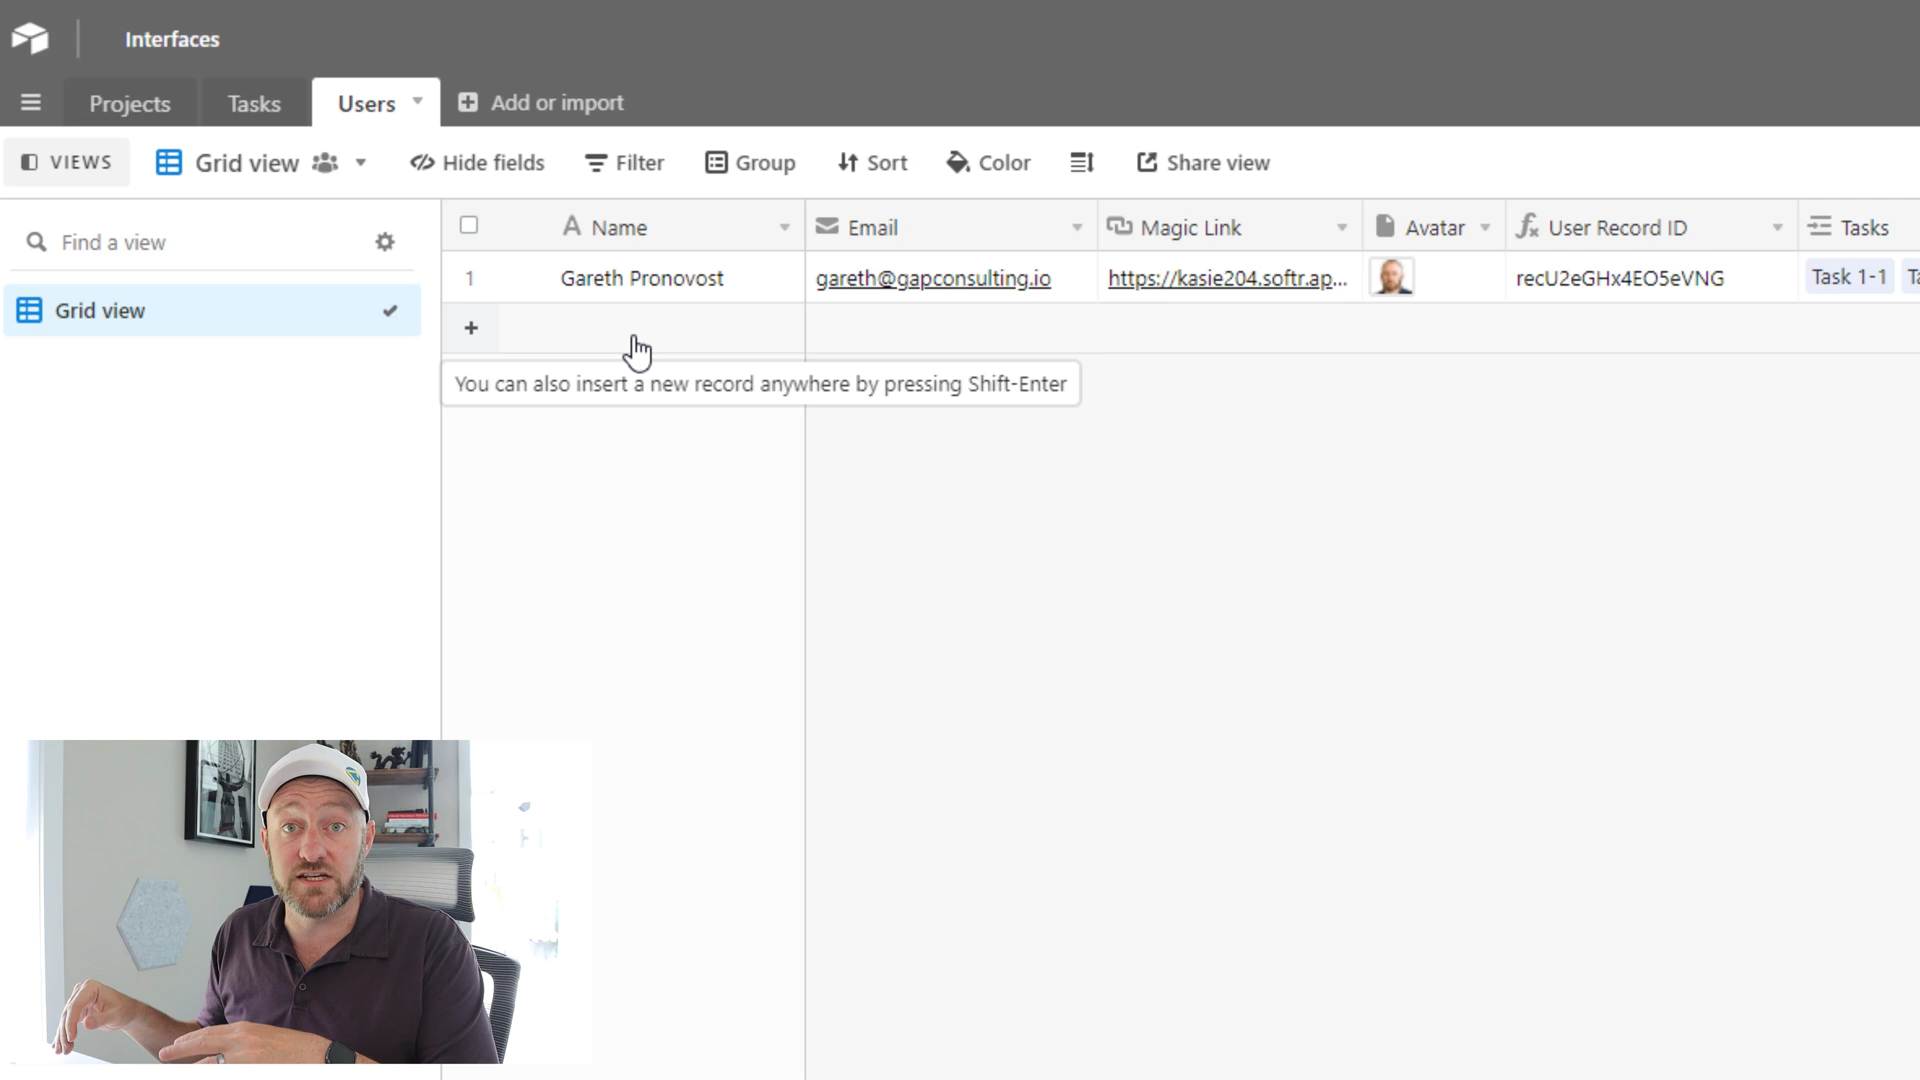 Interfaces
Projects Tasks Users Add or import
VIEWS Grid view Hide fields Filter Group Sort Color Share view
Find a view
Grid view
Name Email Magic Link Avatar User Record ID Tasks
1 Gareth Pronovost gareth@gapconsulting.io https://kasie204.softr.ap... recU2eGHx4EO5eVNG Task 1-1
You can also insert a new record anywhere by pressing Shift-Enter